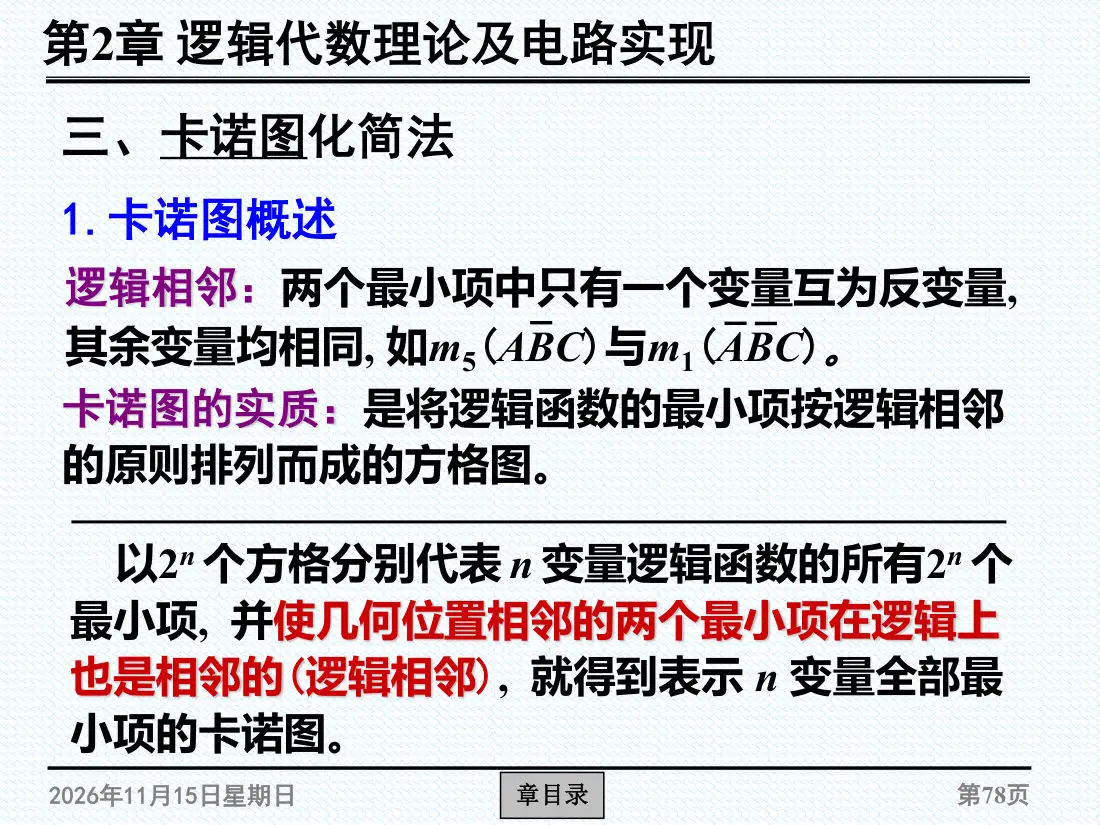 第2章 逻辑代数理论及电路实现
三、卡诺图化简法
1.卡诺图概述
逻辑相邻：两个最小项中只有一个变量互为反变量,
其余变量均相同, 如m₅(AB̅C)与m₁(A̅B̅C)。
卡诺图的实质：是将逻辑函数的最小项按逻辑相邻
的原则排列而成的方格图。
以2ⁿ个方格分别代表 n 变量逻辑函数的所有2ⁿ个
最小项, 并使几何位置相邻的两个最小项在逻辑上
也是相邻的(逻辑相邻), 就得到表示 n 变量全部最
小项的卡诺图。
2026年11月15日星期日
章目录
第78页